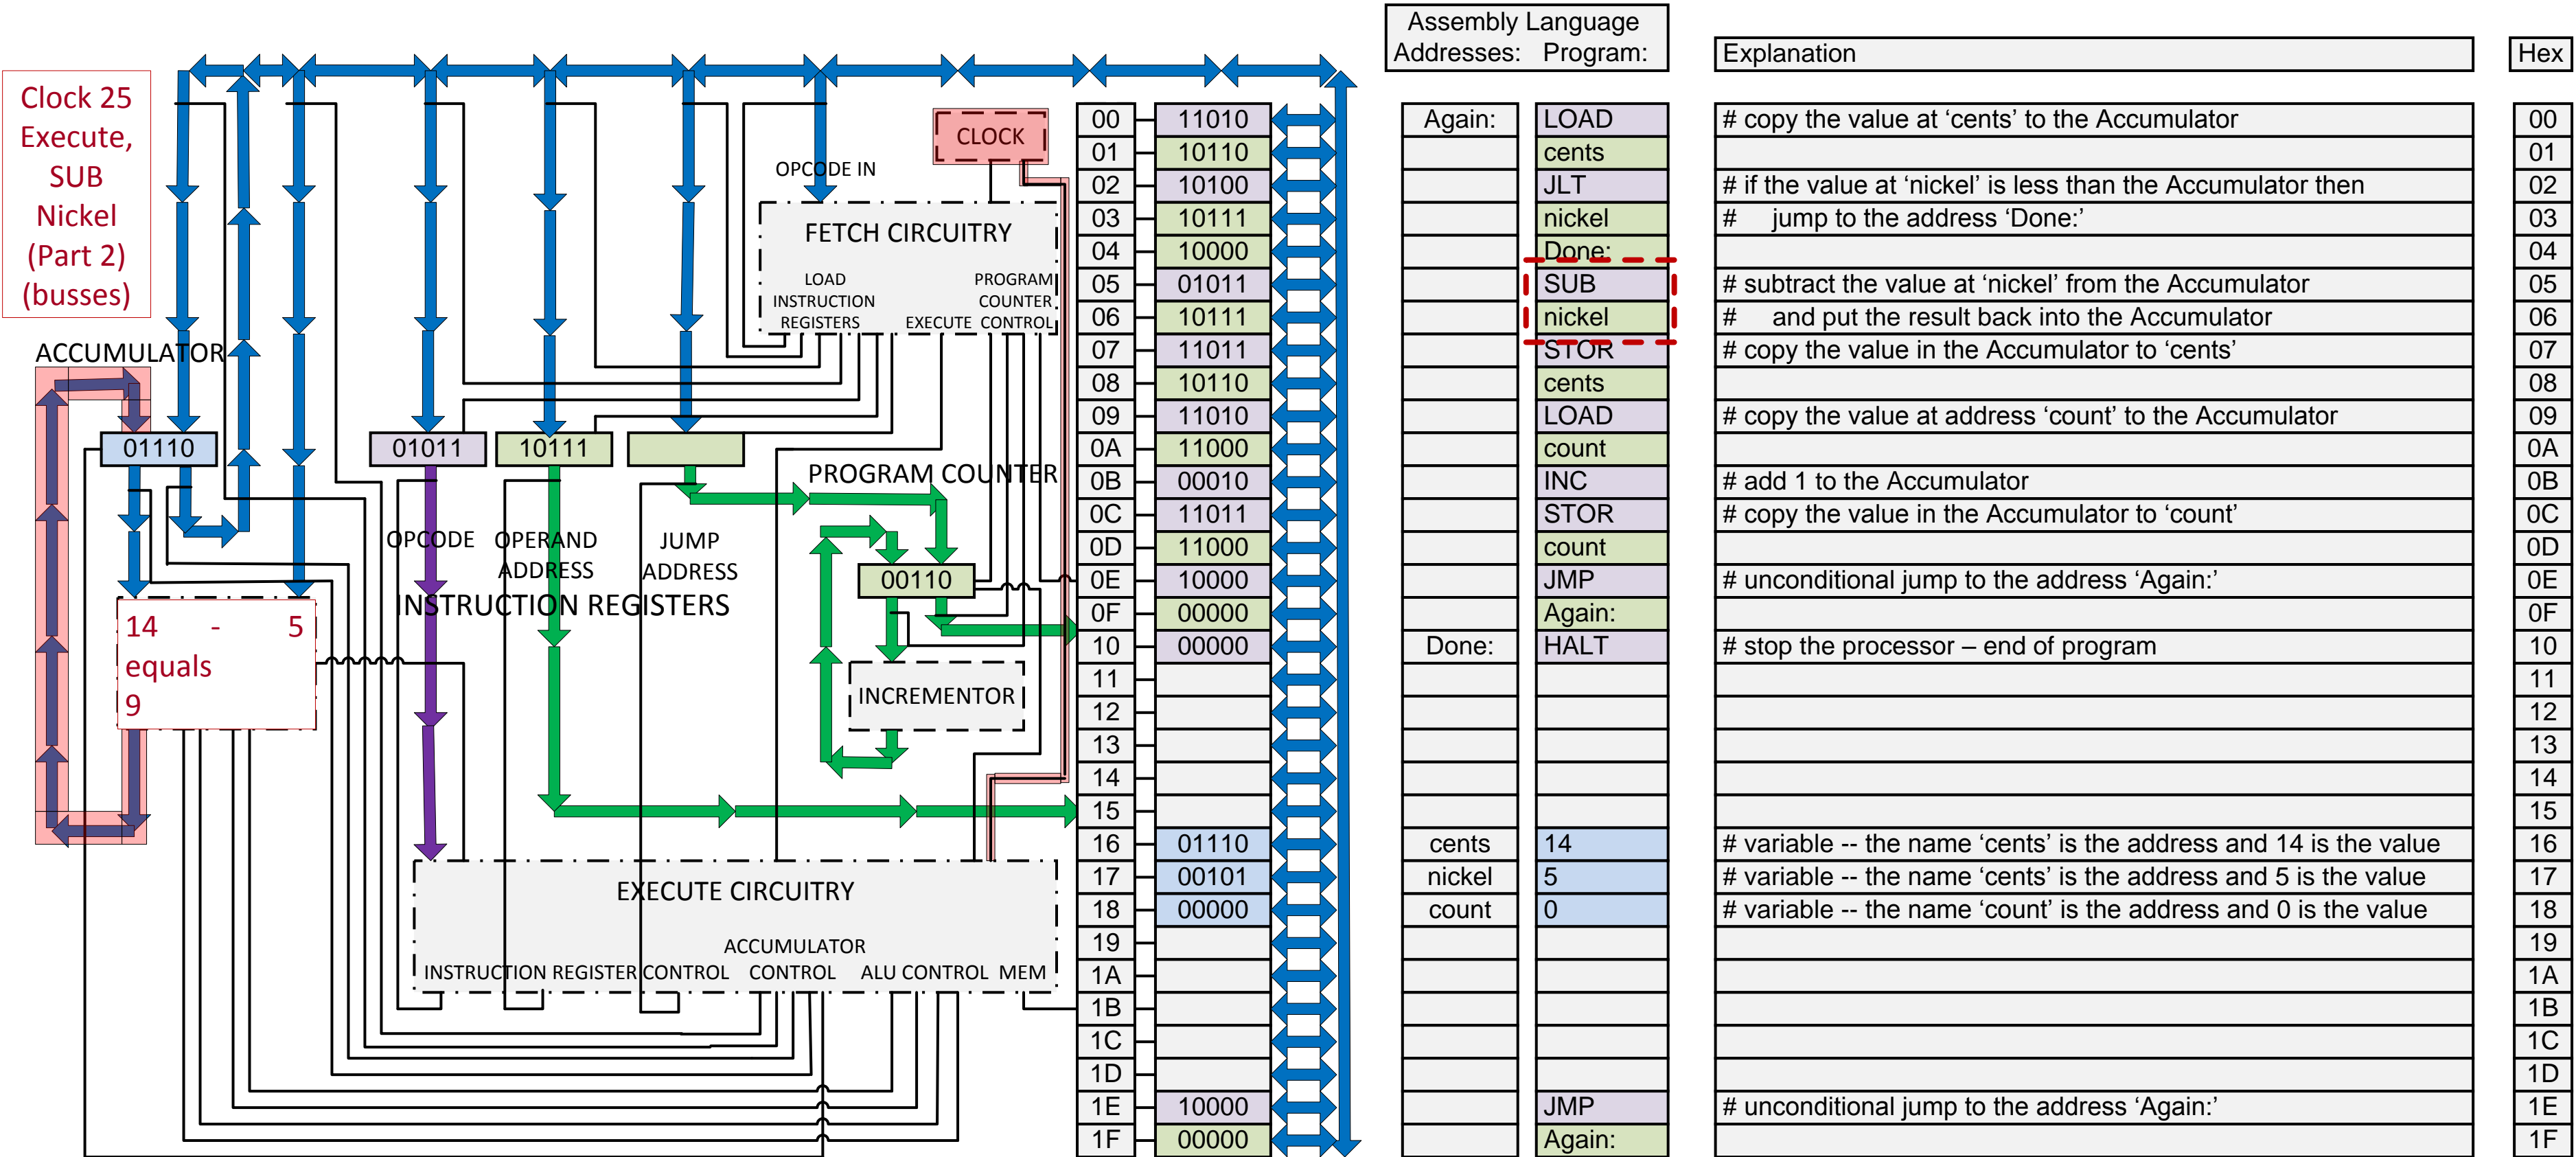 Assembly Language
Addresses: Program:
Explanation
Hex
Clock 25
Execute,
SUB
Nickel
(Part 2)
(busses)
CLOCK
OPCODE IN
FETCH CIRCUITRY
LOAD
INSTRUCTION
REGISTERS
EXECUTE
PROGRAM
COUNTER
CONTROL
ACCUMULATOR
01110
01011
10111
PROGRAM COUNTER
OPCODE
OPERAND
ADDRESS
JUMP
ADDRESS
INSTRUCTION REGISTERS
00110
14 - 5
equals
9
INCREMENTOR
EXECUTE CIRCUITRY
INSTRUCTION REGISTER CONTROL
ACCUMULATOR
CONTROL
ALU CONTROL
MEM
00 11010 Again: LOAD # copy the value at ‘cents’ to the Accumulator 00
01 10110 cents 01
02 10100 JLT # if the value at ‘nickel’ is less than the Accumulator then 02
03 10111 nickel # jump to the address ‘Done:’ 03
04 10000 Done: 04
05 01011 SUB # subtract the value at ‘nickel’ from the Accumulator 05
06 10111 nickel # and put the result back into the Accumulator 06
07 11011 STOR # copy the value in the Accumulator to ‘cents’ 07
08 10110 cents 08
09 11010 LOAD # copy the value at address ‘count’ to the Accumulator 09
0A 11000 count 0A
0B 00010 INC # add 1 to the Accumulator 0B
0C 11011 STOR # copy the value in the Accumulator to ‘count’ 0C
0D 11000 count 0D
0E 10000 JMP # unconditional jump to the address ‘Again:’ 0E
0F 00000 Again: 0F
10 00000 Done: HALT # stop the processor – end of program 10
11 11
12 12
13 13
14 14
15 15
16 01110 cents 14 # variable -- the name ‘cents’ is the address and 14 is the value 16
17 00101 nickel 5 # variable -- the name ‘cents’ is the address and 5 is the value 17
18 00000 count 0 # variable -- the name ‘count’ is the address and 0 is the value 18
19 19
1A 1A
1B 1B
1C 1C
1D 1D
1E 10000 JMP # unconditional jump to the address ‘Again:’ 1E
1F 00000 Again: 1F